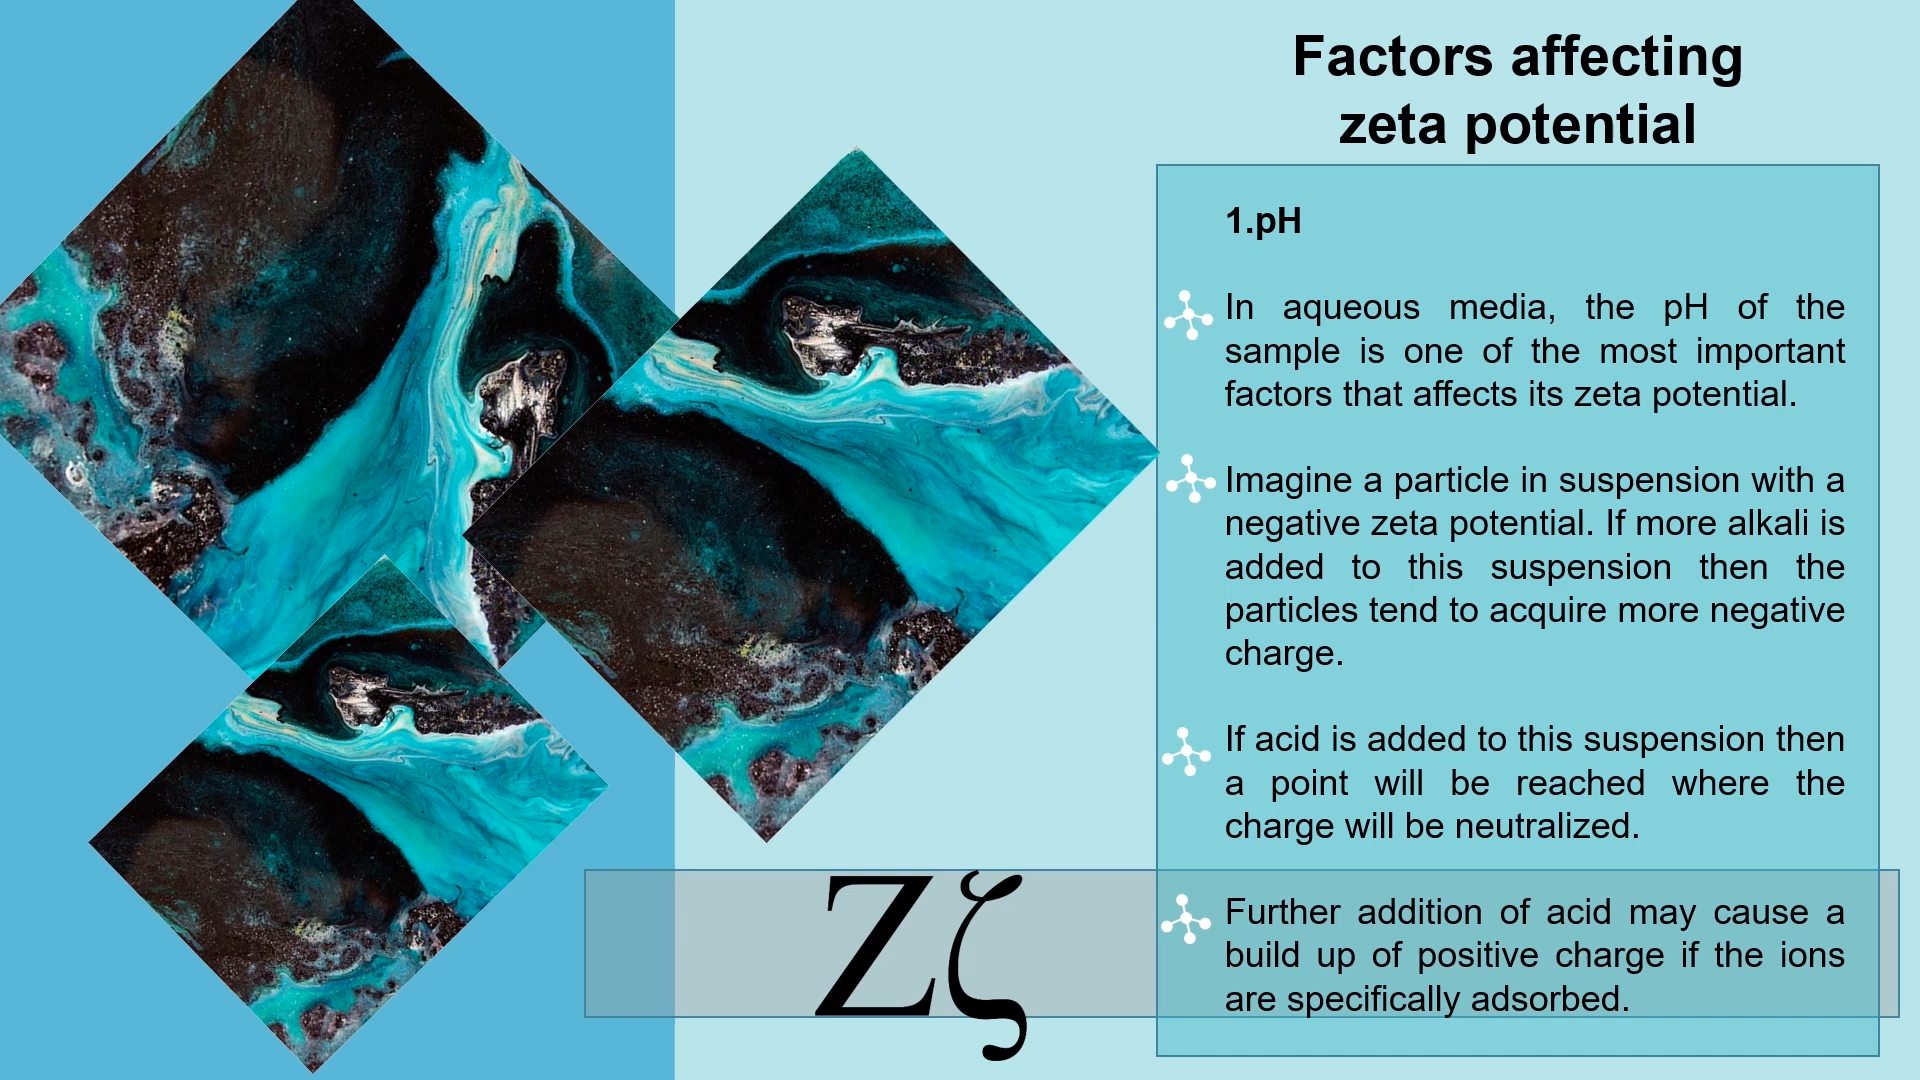 Factors affecting
zeta potential
1.pH
In aqueous media, the pH of the
sample is one of the most important
factors that affects its zeta potential.
Imagine a particle in suspension with a
negative zeta potential. If more alkali is
added to this suspension then the
particles tend to acquire more negative
charge.
If acid is added to this suspension then
a point will be reached where the
charge will be neutralized.
Further addition of acid may cause a
build up of positive charge if the ions
are specifically adsorbed.
Ζζ